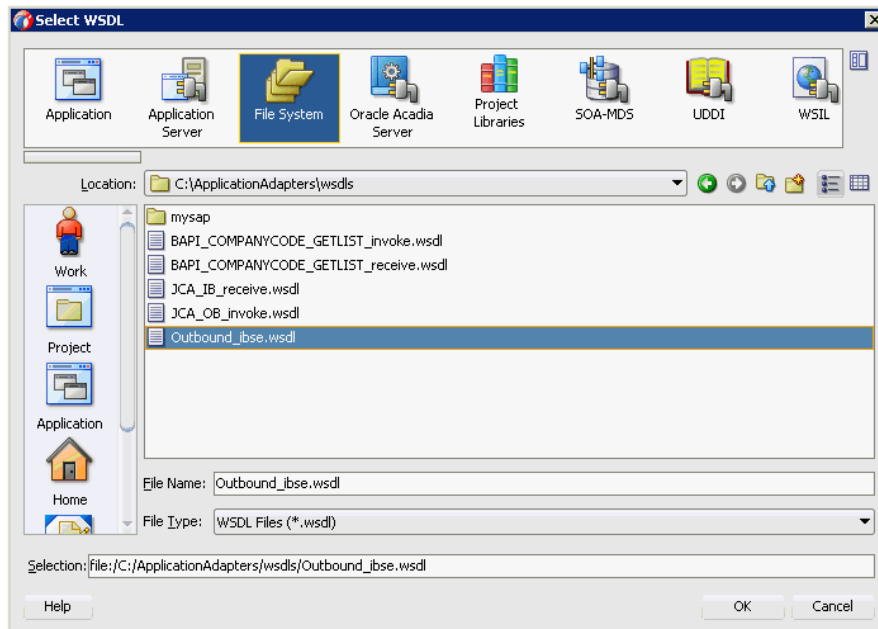 Select WSDL
Application
Application Server
File System
Oracle Acadia Server
Project Libraries
SOA-MDS
UDDI
WSIL
Location: C:\ApplicationAdapters\wsdls
Work
Project
Application
Home
mysap
BAPI_COMPANYCODE_GETLIST_invoke.wsdl
BAPI_COMPANYCODE_GETLIST_receive.wsdl
JCA_IB_receive.wsdl
JCA_OB_invoke.wsdl
Outbound_ibse.wsdl
File Name: Outbound_ibse.wsdl
File Type: WSDL Files (*.wsdl)
Selection: file:/C:/ApplicationAdapters/wsdls/Outbound_ibse.wsdl
Help
OK
Cancel